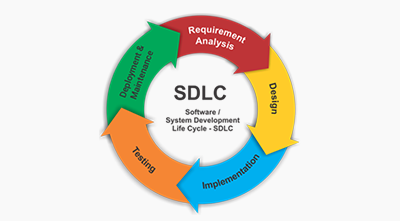 Requirement
Analysis
Design
Implementation
Testing
Deployment &
Maintenance
SDLC
Software /
System Development
Life Cycle - SDLC